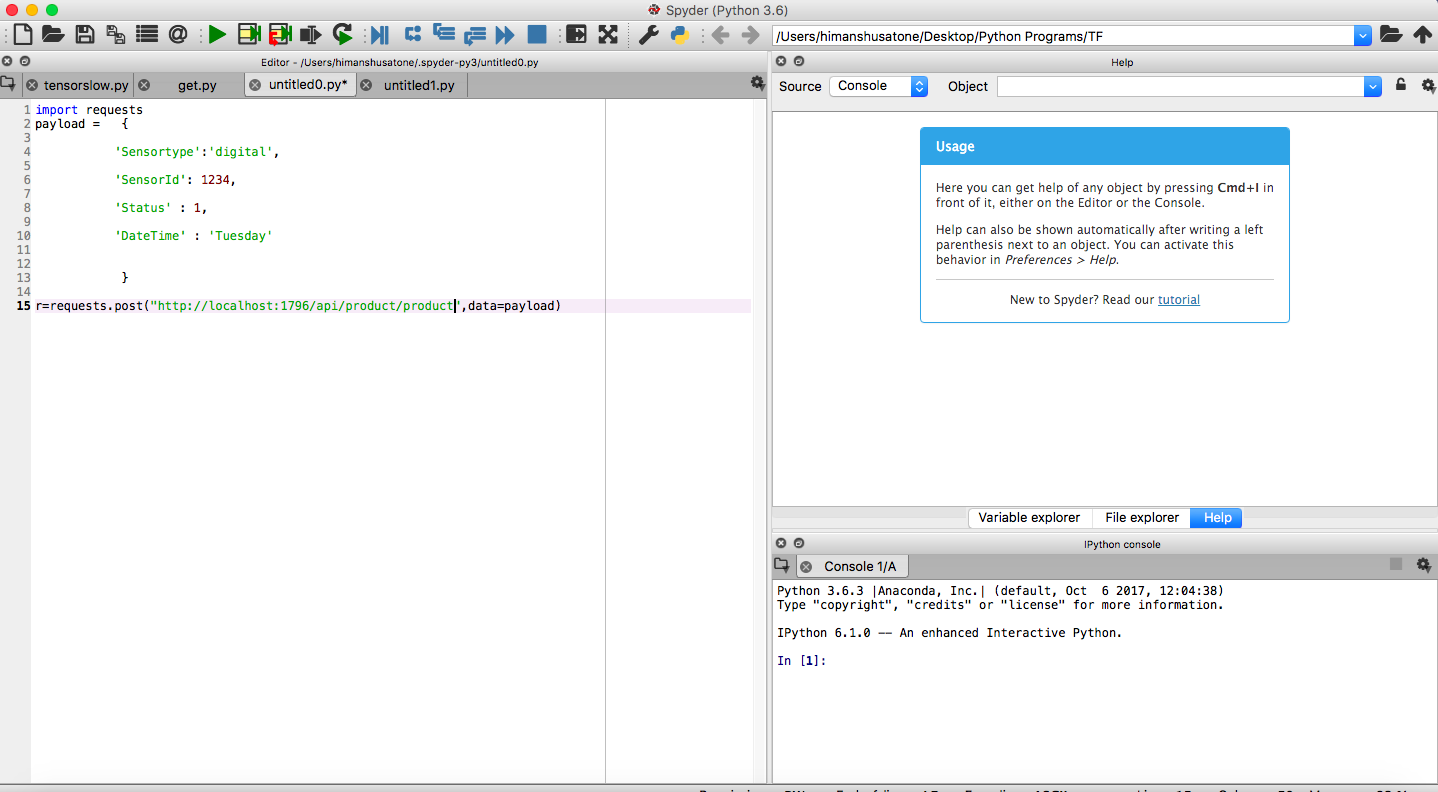 Spyder (Python 3.6)
/Users/himanshusatone/Desktop/Python Programs/TF
Editor - /Users/himanshusatone/.spyder-py3/untitled0.py
tensorslow.py
get.py
untitled0.py*
untitled1.py
1 import requests
2 payload =   {
3
4 'Sensortype':'digital',
5
6 'SensorId': 1234,
7
8 'Status' : 1,
9
10 'DateTime' : 'Tuesday'
11
12
13 }
14
15 r=requests.post("http://localhost:1796/api/product/product",data=payload)
Help
Source Console Object
Usage
Here you can get help of any object by pressing Cmd+I in
front of it, either on the Editor or the Console.
Help can also be shown automatically after writing a left
parenthesis next to an object. You can activate this
behavior in Preferences > Help.
New to Spyder? Read our tutorial
Variable explorer File explorer Help
IPython console
Console 1/A
Python 3.6.3 |Anaconda, Inc.| (default, Oct  6 2017, 12:04:38)
Type "copyright", "credits" or "license" for more information.
IPython 6.1.0 -- An enhanced Interactive Python.
In [1]: